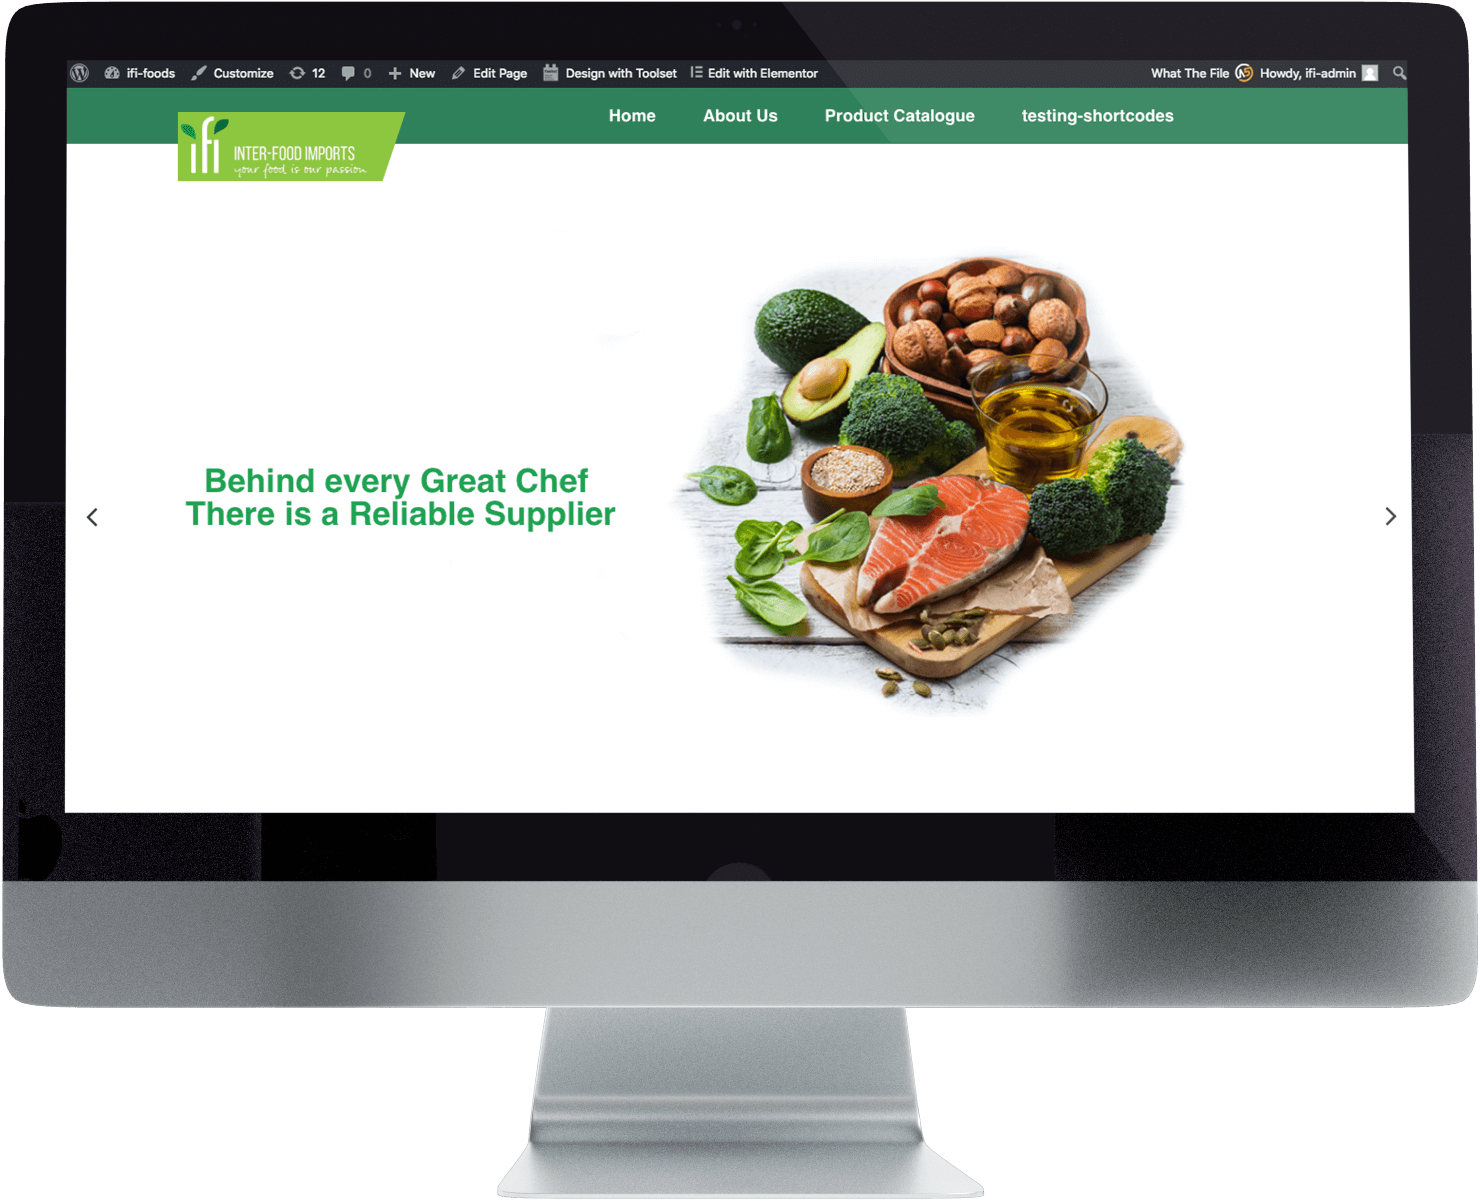 ifi-foods Customize 12 0 New Edit Page Design with Toolset Edit with Elementor What The File Howdy, ifi-admin
Home About Us Product Catalogue testing-shortcodes
ifi INTER-FOOD IMPORTS
your food is our passion
Behind every Great Chef
There is a Reliable Supplier